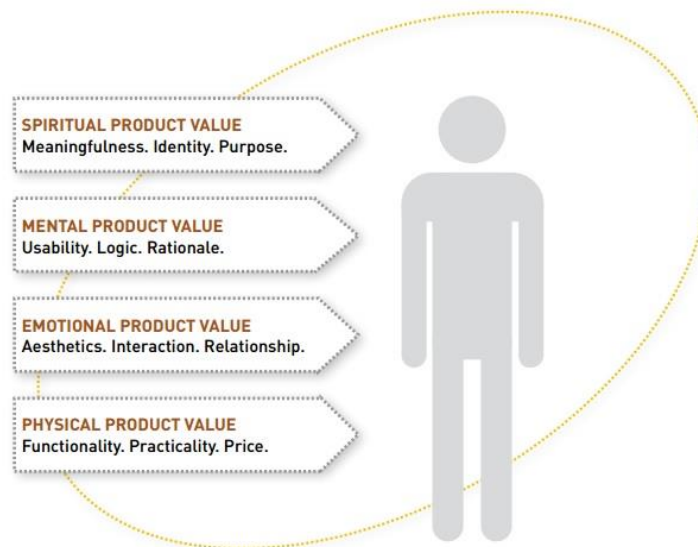 SPIRITUAL PRODUCT VALUE
Meaningfulness. Identity. Purpose.
MENTAL PRODUCT VALUE
Usability. Logic. Rationale.
EMOTIONAL PRODUCT VALUE
Aesthetics. Interaction. Relationship.
PHYSICAL PRODUCT VALUE
Functionality. Practicality. Price.